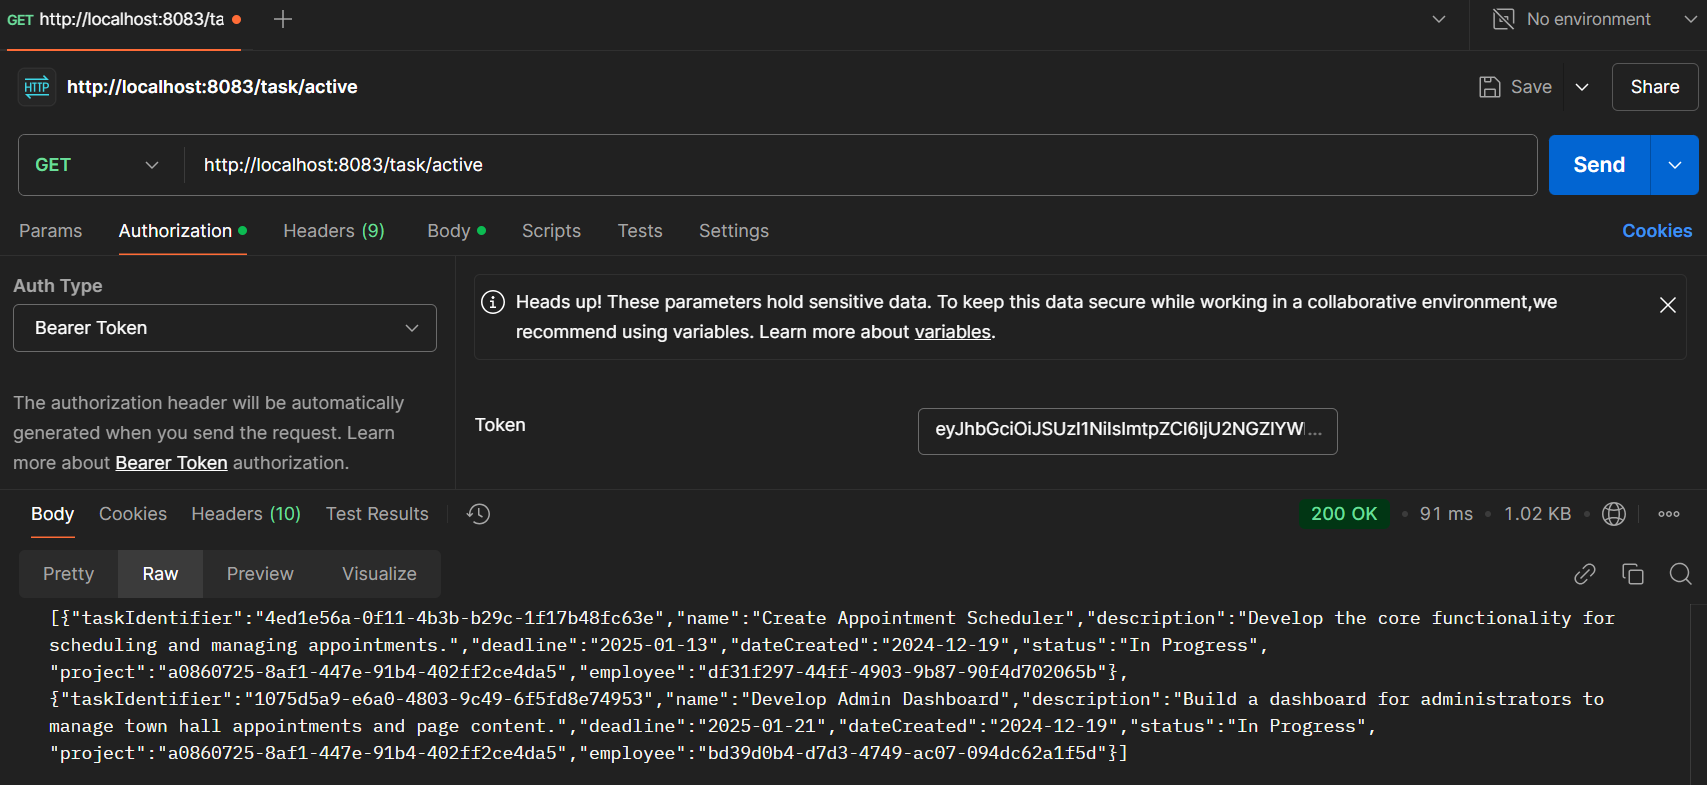 GET http://localhost:8083/ta
No environment
HTTP http://localhost:8083/task/active
Save
Share
GET http://localhost:8083/task/active
Send
Params Authorization Headers (9) Body Scripts Tests Settings Cookies
Auth Type
Bearer Token
The authorization header will be automatically
generated when you send the request. Learn
more about Bearer Token authorization.
Heads up! These parameters hold sensitive data. To keep this data secure while working in a collaborative environment,we
recommend using variables. Learn more about variables.
Token
eyJhbGciOiJSUzI1NiIsImtpZCI6IjU2NGZlYW...
Body Cookies Headers (10) Test Results 200 OK • 91 ms • 1.02 KB •
Pretty Raw Preview Visualize
[{"taskIdentifier":"4ed1e56a-0f11-4b3b-b29c-1f17b48fc63e","name":"Create Appointment Scheduler","description":"Develop the core functionality for
scheduling and managing appointments.","deadline":"2025-01-13","dateCreated":"2024-12-19","status":"In Progress",
"project":"a0860725-8af1-447e-91b4-402ff2ce4da5","employee":"df31f297-44ff-4903-9b87-90f4d702065b"},
{"taskIdentifier":"1075d5a9-e6a0-4803-9c49-6f5fd8e74953","name":"Develop Admin Dashboard","description":"Build a dashboard for administrators to
manage town hall appointments and page content.","deadline":"2025-01-21","dateCreated":"2024-12-19","status":"In Progress",
"project":"a0860725-8af1-447e-91b4-402ff2ce4da5","employee":"bd39d0b4-d7d3-4749-ac07-094dc62a1f5d"}]